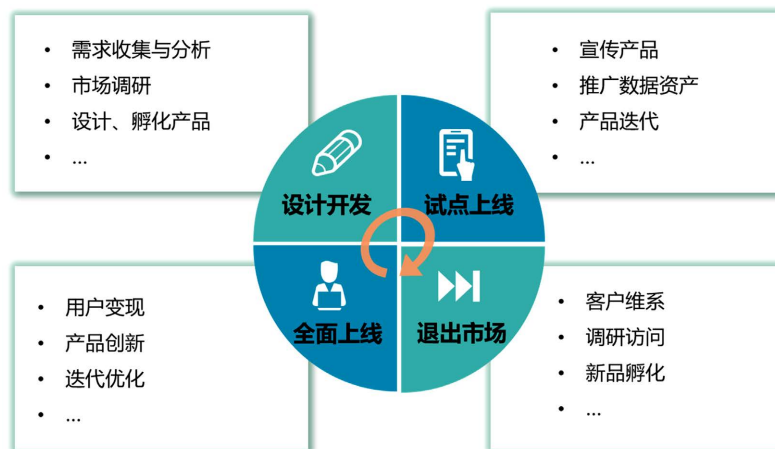 • 需求收集与分析
• 市场调研
• 设计、孵化产品
• ...
• 宣传产品
• 推广数据资产
• 产品迭代
• ...
设计开发
试点上线
全面上线
退出市场
• 用户变现
• 产品创新
• 迭代优化
• ...
• 客户维系
• 调研访问
• 新品孵化
• ...